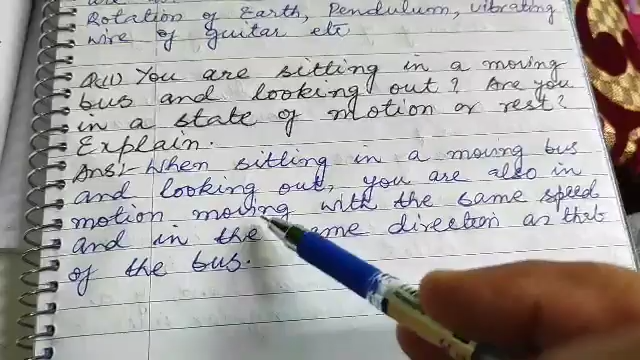 Rotation of Earth, Pendulum, vibrating
wire of guitar etc
Q(11) You are sitting in a moving
bus and looking out? Are you
in a state of motion or rest?
Explain.
Ans:- When sitting in a moving bus
and looking out, you are also in
motion moving with the same speed
and in the same direction as that
of the bus.